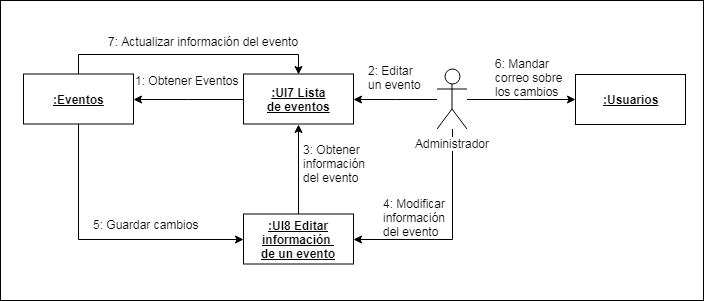 7: Actualizar información del evento
:Eventos
1: Obtener Eventos
:UI7 Lista
de eventos
2: Editar
un evento
Administrador
6: Mandar
correo sobre
los cambios
:Usuarios
3: Obtener
información
del evento
4: Modificar
información
del evento
5: Guardar cambios
:UI8 Editar
información
de un evento